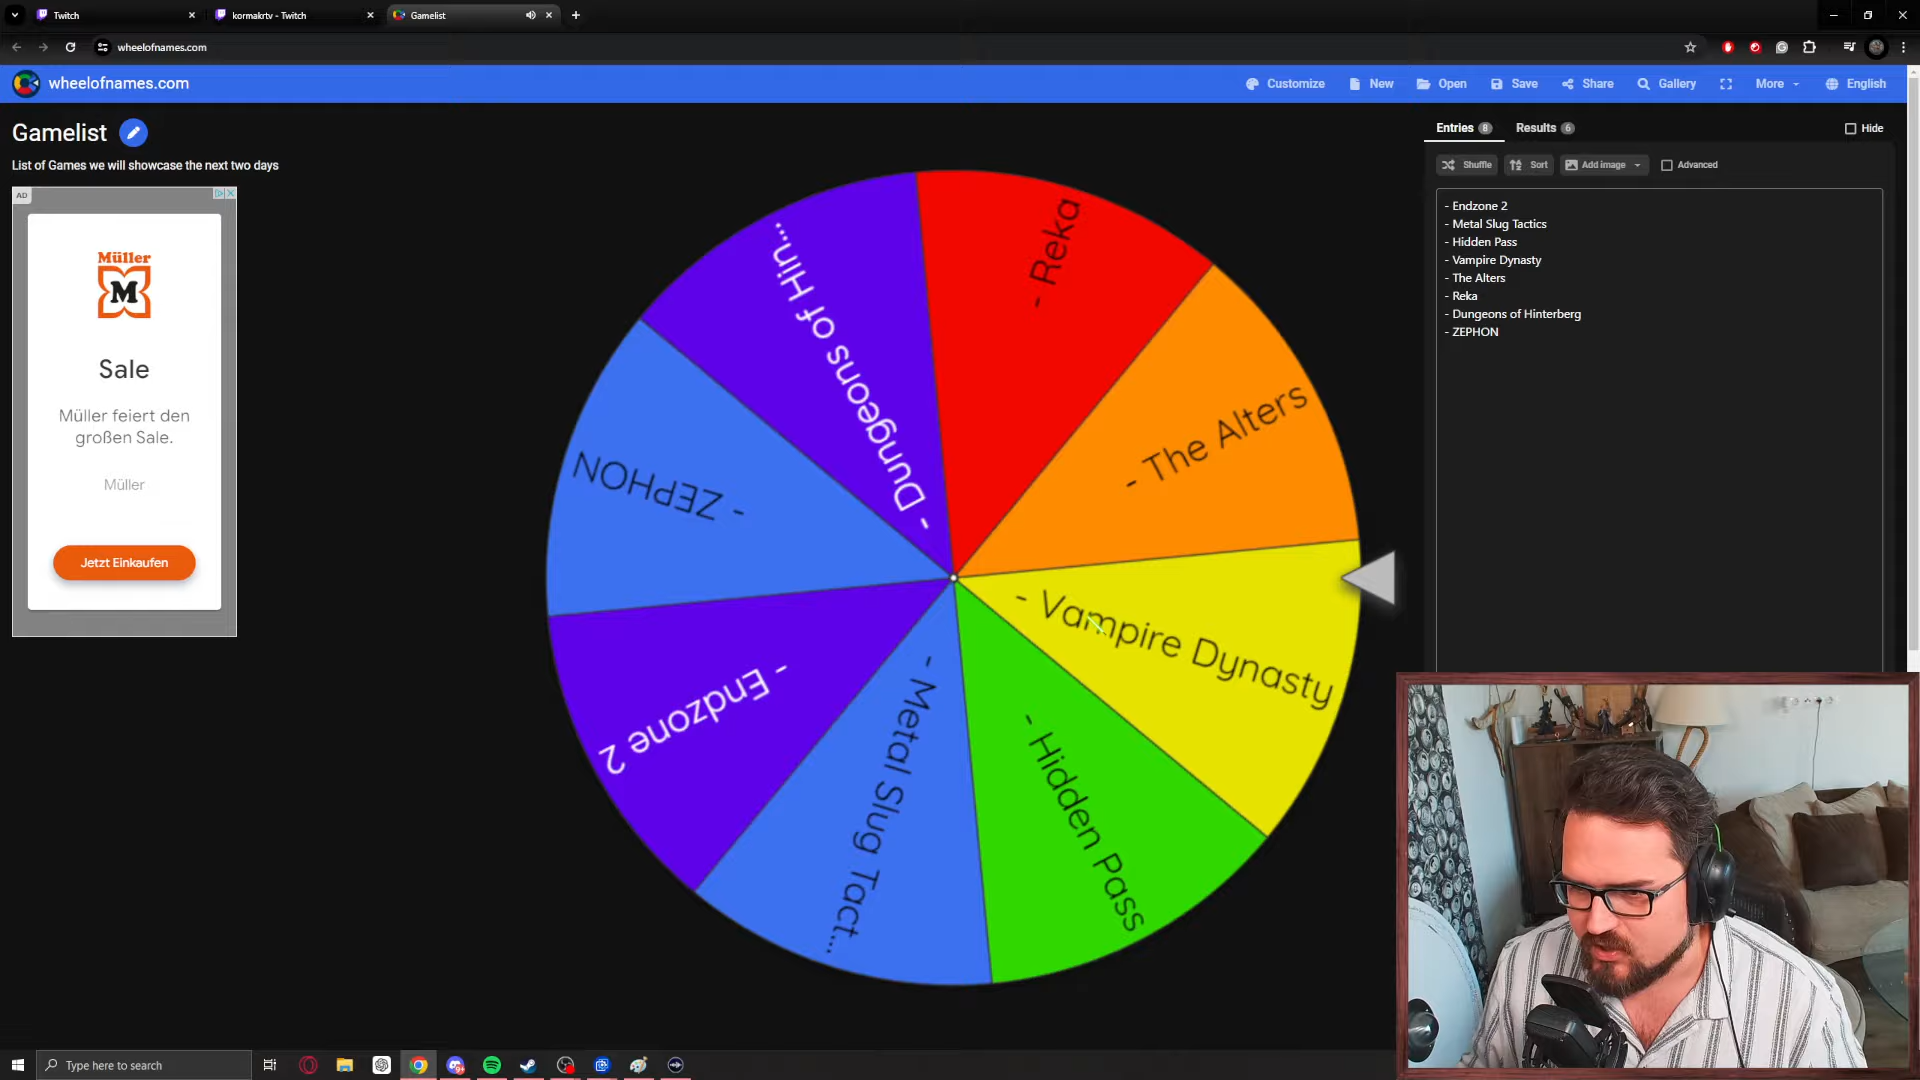 Twitch
kormakrtv - Twitch
Gamelist
wheelofnames.com
wheelofnames.com
Customize
New
Open
Save
Share
Gallery
More
English
Gamelist
List of Games we will showcase the next two days
AD
Müller
M
Sale
Müller feiert den
großen Sale.
Müller
Jetzt Einkaufen
- Reka
- The Alters
- Vampire Dynasty
- Hidden Pass
- Metal Slug Tact...
- Endzone 2
- ZEPHON
- Dungeons of Hin...
Entries 8
Results 6
Hide
Shuffle
Sort
Add image
Advanced
- Endzone 2
- Metal Slug Tactics
- Hidden Pass
- Vampire Dynasty
- The Alters
- Reka
- Dungeons of Hinterberg
- ZEPHON
Type here to search